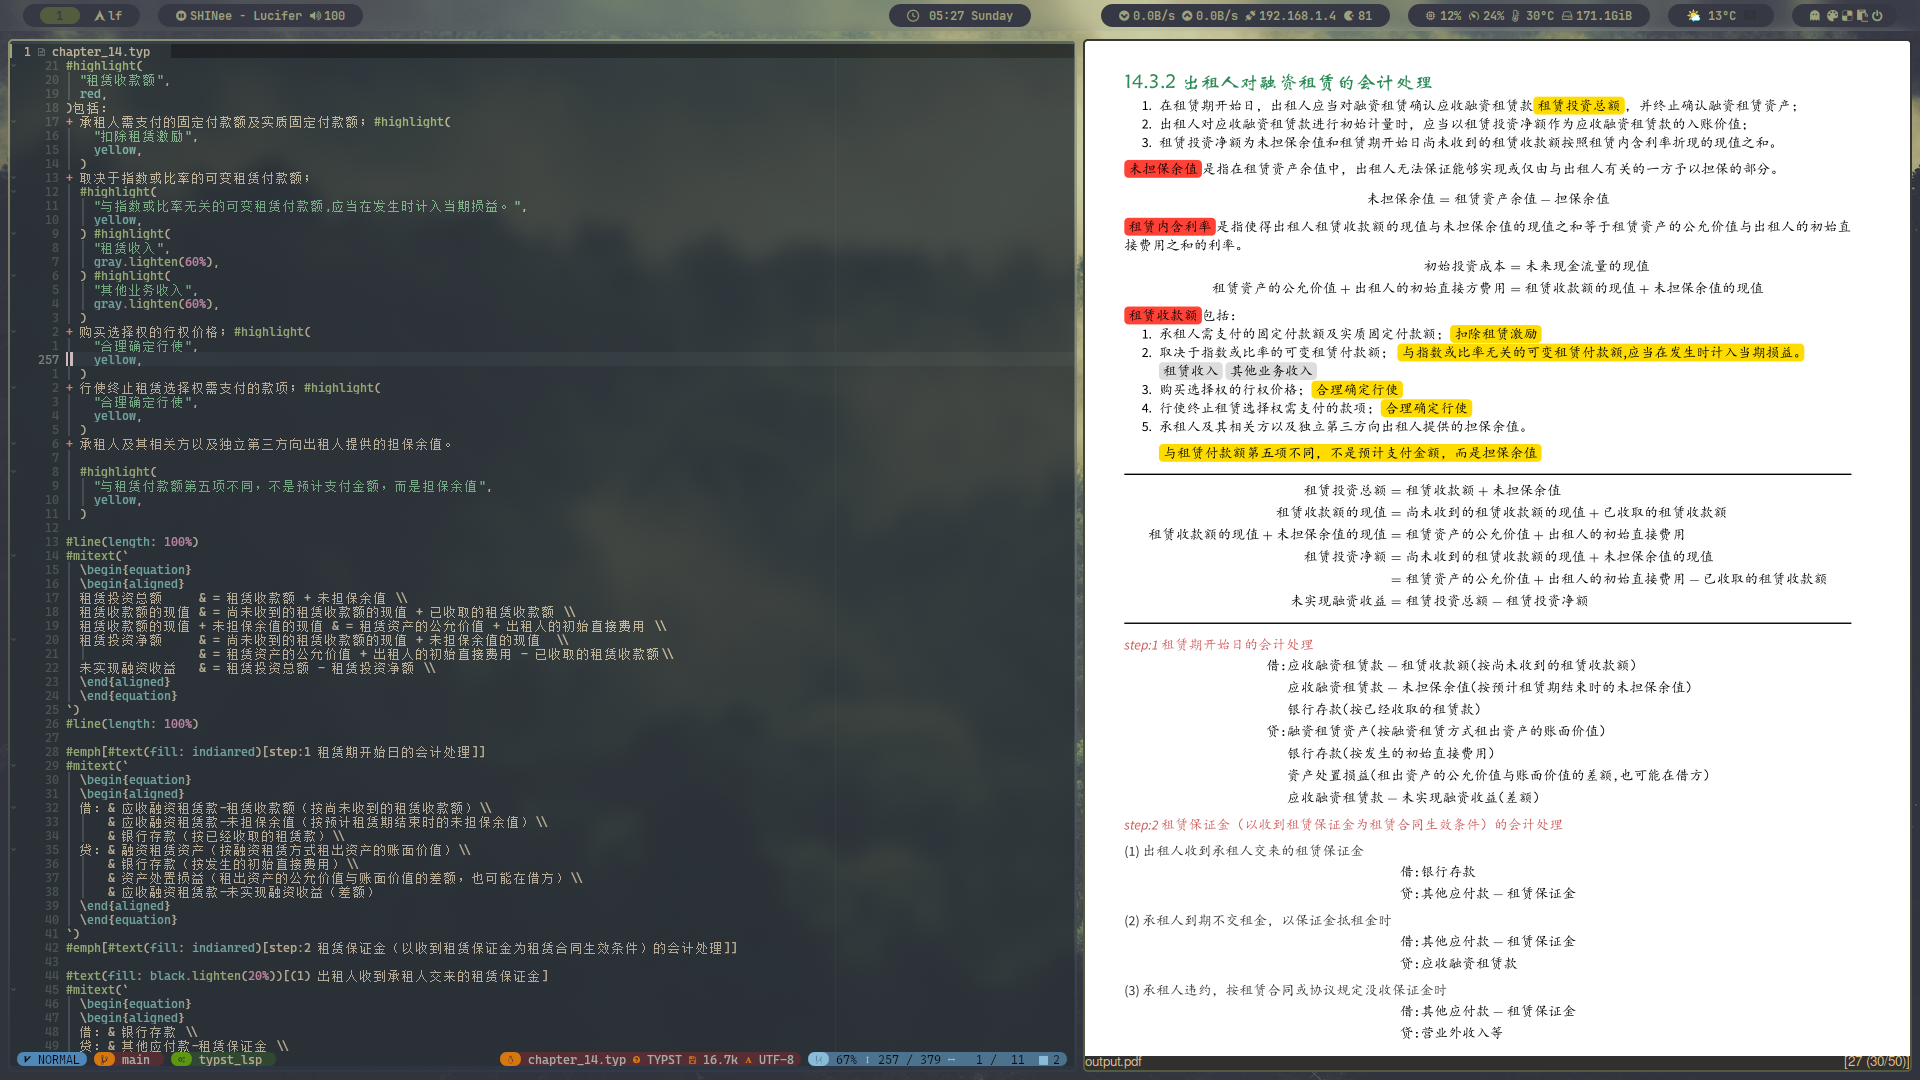 1
lf
SHINee - Lucifer
100
05:27 Sunday
0.0B/s
0.0B/s
192.168.1.4
81
12%
24%
30°C
171.1GiB
13°C
1 chapter_14.typ
21 #highlight(
20 "租赁收款额",
19 red,
18 )包括:
17 + 承租人需支付的固定付款额及实质固定付款额; #highlight(
16 "扣除租赁激励",
15 yellow,
14 )
13 + 取决于指数或比率的可变租赁付款额;
12 #highlight(
11 "与指数或比率无关的可变租赁付款额,应当在发生时计入当期损益。",
10 yellow,
9 ) #highlight(
8 "租赁收入",
7 gray.lighten(60%),
6 ) #highlight(
5 "其他业务收入",
4 gray.lighten(60%),
3 )
2 + 购买选择权的行权价格; #highlight(
1 "合理确定行使",
257 yellow,
1 )
2 + 行使终止租赁选择权需支付的款项; #highlight(
3 "合理确定行使",
4 yellow,
5 )
6 + 承租人及其相关方以及独立第三方向出租人提供的担保余值。
7
8 #highlight(
9 "与租赁付款额第五项不同，不是预计支付金额，而是担保余值",
10 yellow,
11 )
12
13 #line(length: 100%)
14 #mitext(`
15 \begin{equation}
16 \begin{aligned}
17 租赁投资总额 & = 租赁收款额 + 未担保余值 \\
18 租赁收款额的现值 & = 尚未收到的租赁收款额的现值 + 已收取的租赁收款额 \\
19 租赁收款额的现值 + 未担保余值的现值 & = 租赁资产的公允价值 + 出租人的初始直接费用 \\
20 租赁投资净额 & = 尚未收到的租赁收款额的现值 + 未担保余值的现值 \\
21 & = 租赁资产的公允价值 + 出租人的初始直接费用 - 已收取的租赁收款额\\
22 未实现融资收益 & = 租赁投资总额 - 租赁投资净额 \\
23 \end{aligned}
24 \end{equation}
25 `)
26 #line(length: 100%)
27
28 #emph[#text(fill: indianred)[step:1 租赁期开始日的会计处理]]
29 #mitext(`
30 \begin{equation}
31 \begin{aligned}
32 借: & 应收融资租赁款-租赁收款额（按尚未收到的租赁收款额）\\
33 & 应收融资租赁款-未担保余值（按预计租赁期结束时的未担保余值）\\
34 & 银行存款（按已经收取的租赁款）\\
35 贷: & 融资租赁资产（按融资租赁方式租出资产的账面价值）\\
36 & 银行存款（按发生的初始直接费用）\\
37 & 资产处置损益（租出资产的公允价值与账面价值的差额，也可能在借方）\\
38 & 应收融资租赁款-未实现融资收益（差额）
39 \end{aligned}
40 \end{equation}
41 `)
42 #emph[#text(fill: indianred)[step:2 租赁保证金（以收到租赁保证金为租赁合同生效条件）的会计处理]]
43
44 #text(fill: black.lighten(20%))[(1) 出租人收到承租人交来的租赁保证金]
45 #mitext(`
46 \begin{equation}
47 \begin{aligned}
48 借: & 银行存款 \\
49 贷: & 其他应付款-租赁保证金 \\
NORMAL main typst_lsp chapter_14.typ TYPST 16.7k UTF-8 67% 257 / 379 1 / 11 2
14.3.2 出租人对融资租赁的会计处理
1. 在租赁期开始日，出租人应当对融资租赁确认应收融资租赁款 租赁投资总额 ，并终止确认融资租赁资产；
2. 出租人对应收融资租赁款进行初始计量时，应当以租赁投资净额作为应收融资租赁款的入账价值；
3. 租赁投资净额为未担保余值和租赁期开始日尚未收到的租赁收款额按照租赁内含利率折现的现值之和。
未担保余值 是指在租赁资产余值中，出租人无法保证能够实现或仅由与出租人有关的一方予以担保的部分。
未担保余值 = 租赁资产余值 − 担保余值
租赁内含利率 是指使得出租人租赁收款额的现值与未担保余值的现值之和等于租赁资产的公允价值与出租人的初始直
接费用之和的利率。
初始投资成本 = 未来现金流量的现值
租赁资产的公允价值 + 出租人的初始直接方费用 = 租赁收款额的现值 + 未担保余值的现值
租赁收款额 包括:
1. 承租人需支付的固定付款额及实质固定付款额； 扣除租赁激励
2. 取决于指数或比率的可变租赁付款额； 与指数或比率无关的可变租赁付款额,应当在发生时计入当期损益。
租赁收入 其他业务收入
3. 购买选择权的行权价格； 合理确定行使
4. 行使终止租赁选择权需支付的款项； 合理确定行使
5. 承租人及其相关方以及独立第三方向出租人提供的担保余值。
与租赁付款额第五项不同，不是预计支付金额，而是担保余值
租赁投资总额 = 租赁收款额 + 未担保余值
租赁收款额的现值 = 尚未收到的租赁收款额的现值 + 已收取的租赁收款额
租赁收款额的现值 + 未担保余值的现值 = 租赁资产的公允价值 + 出租人的初始直接费用
租赁投资净额 = 尚未收到的租赁收款额的现值 + 未担保余值的现值
= 租赁资产的公允价值 + 出租人的初始直接费用 − 已收取的租赁收款额
未实现融资收益 = 租赁投资总额 − 租赁投资净额
step:1 租赁期开始日的会计处理
借:应收融资租赁款 − 租赁收款额(按尚未收到的租赁收款额)
应收融资租赁款 − 未担保余值(按预计租赁期结束时的未担保余值)
银行存款(按已经收取的租赁款)
贷:融资租赁资产(按融资租赁方式租出资产的账面价值)
银行存款(按发生的初始直接费用)
资产处置损益(租出资产的公允价值与账面价值的差额,也可能在借方)
应收融资租赁款 − 未实现融资收益(差额)
step:2 租赁保证金（以收到租赁保证金为租赁合同生效条件）的会计处理
(1) 出租人收到承租人交来的租赁保证金
借:银行存款
贷:其他应付款 − 租赁保证金
(2) 承租人到期不交租金，以保证金抵租金时
借:其他应付款 − 租赁保证金
贷:应收融资租赁款
(3) 承租人违约，按租赁合同或协议规定没收保证金时
借:其他应付款 − 租赁保证金
贷:营业外收入等
output.pdf
[27 (30/50)]